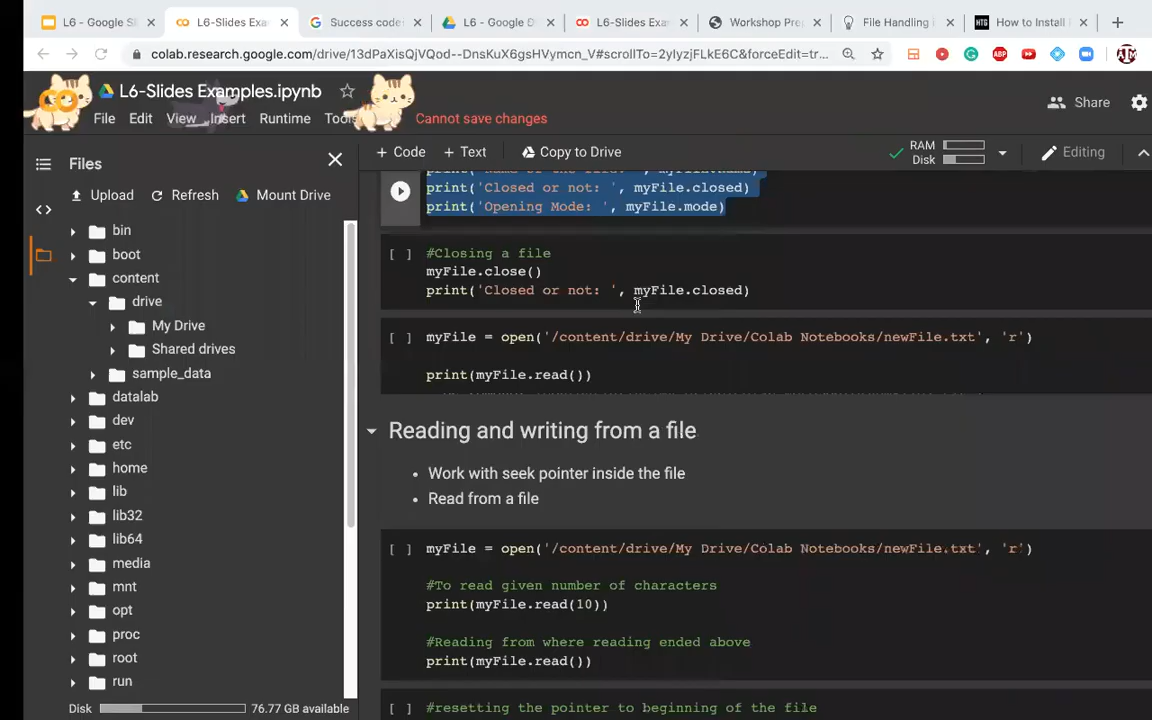 L6 - Google Sl
L6-Slides Exa
Success code
L6 - Google D
L6-Slides Exa
Workshop Pre
File Handling i
How to Install
colab.research.google.com/drive/13dPaXisQjVQod--DnsKuX6gsHVymcn_V#scrollTo=2yIyzjFLkE6C&forceEdit=tr...
L6-Slides Examples.ipynb
File Edit View Insert Runtime Tools Cannot save changes
Share
Files
+ Code + Text Copy to Drive
RAM
Disk
Editing
Upload Refresh Mount Drive
bin
boot
content
drive
My Drive
Shared drives
sample_data
datalab
dev
etc
home
lib
lib32
lib64
media
mnt
opt
proc
root
run
Disk 76.77 GB available
print('Closed or not: ', myFile.closed)
print('Opening Mode: ', myFile.mode)
[ ] #Closing a file
myFile.close()
print('Closed or not: ', myFile.closed)
[ ] myFile = open('/content/drive/My Drive/Colab Notebooks/newFile.txt', 'r')
print(myFile.read())
Reading and writing from a file
• Work with seek pointer inside the file
• Read from a file
[ ] myFile = open('/content/drive/My Drive/Colab Notebooks/newFile.txt', 'r')
#To read given number of characters
print(myFile.read(10))
#Reading from where reading ended above
print(myFile.read())
[ ] #resetting the pointer to beginning of the file